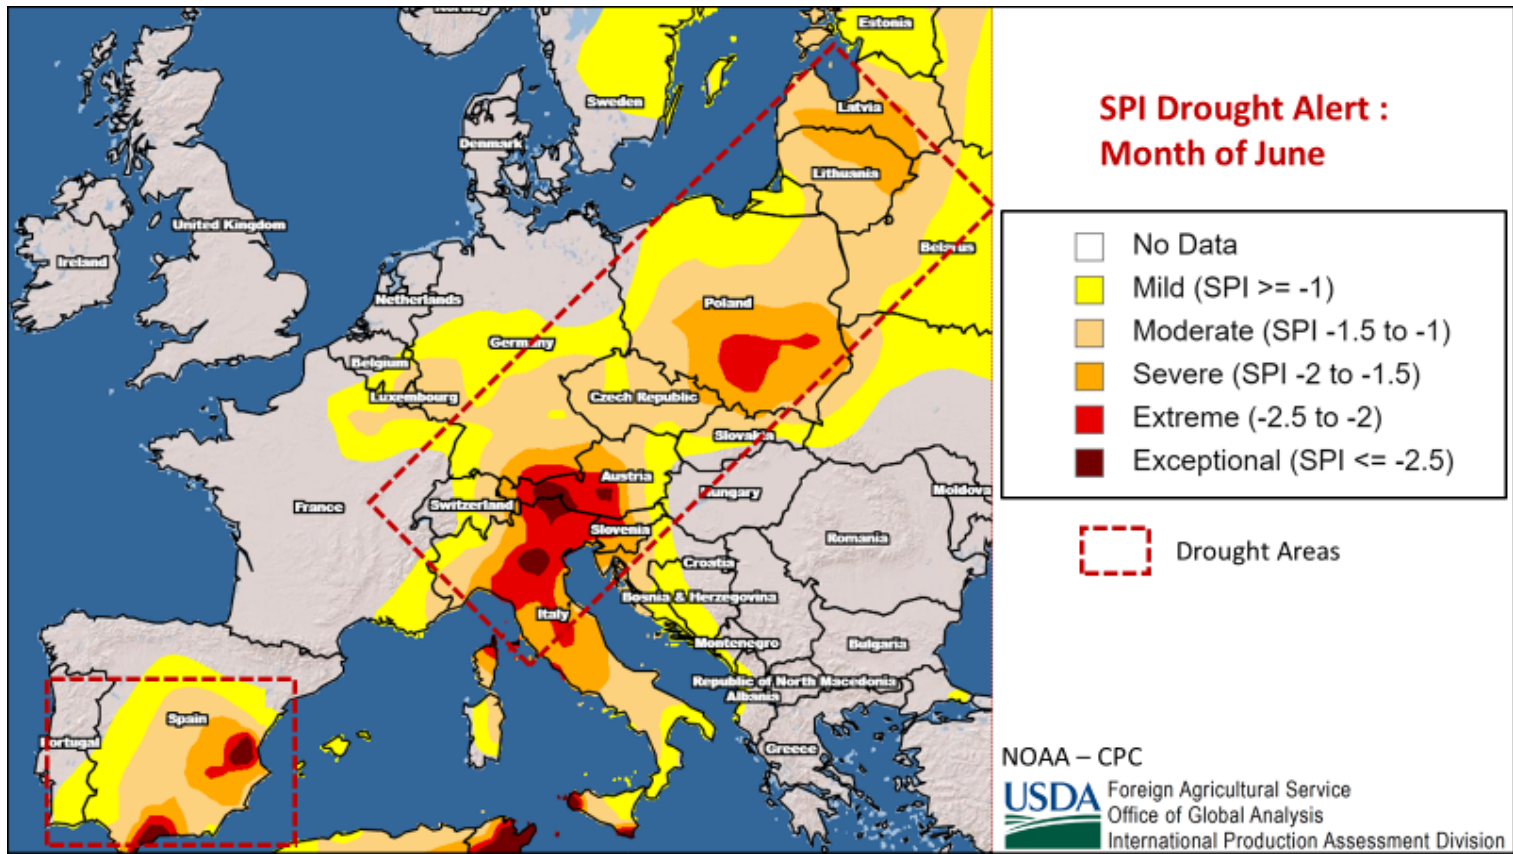 Norway
Estonia
Sweden
Latvia
Denmark
Lithuania
United Kingdom
Belarus
Ireland
Netherlands
Poland
Germany
Belgium
Luxembourg
Czech Republic
Slovakia
Austria
Hungary
Moldova
France
Switzerland
Slovenia
Romania
Croatia
Bosnia & Herzegovina
Italy
Montenegro
Bulgaria
Republic of North Macedonia
Albania
Spain
Portugal
Greece
SPI Drought Alert :
Month of June
No Data
Mild (SPI >= -1)
Moderate (SPI -1.5 to -1)
Severe (SPI -2 to -1.5)
Extreme (-2.5 to -2)
Exceptional (SPI <= -2.5)
Drought Areas
NOAA – CPC
USDA
Foreign Agricultural Service
Office of Global Analysis
International Production Assessment Division